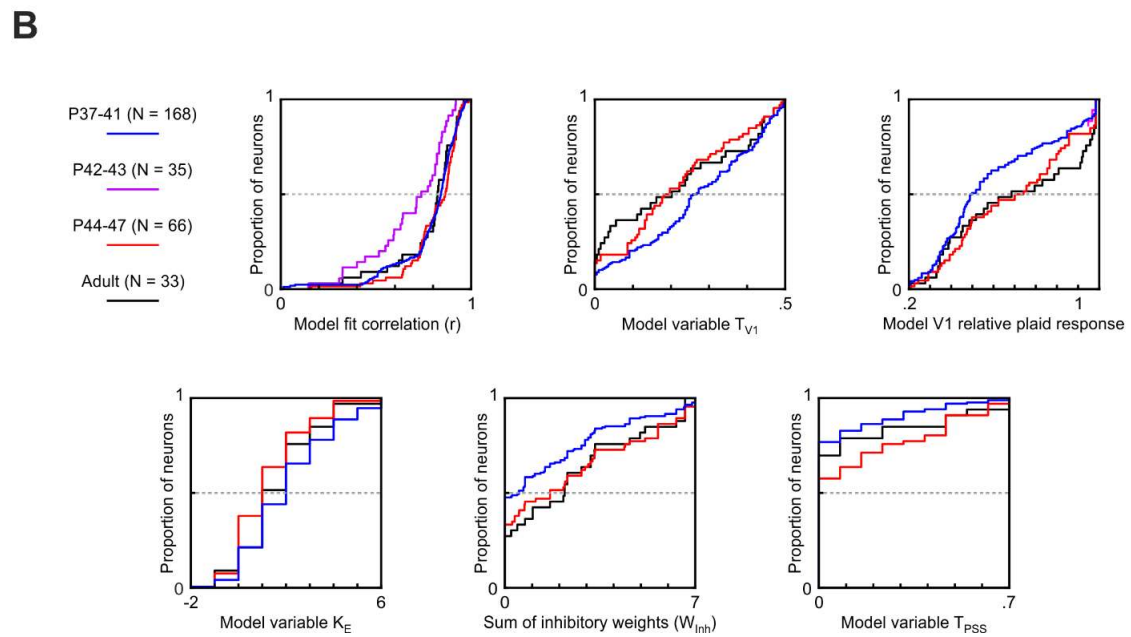 B
P37-41 (N = 168)
P42-43 (N = 35)
P44-47 (N = 66)
Adult (N = 33)
Proportion of neurons
1
0
0
1
Model fit correlation (r)
Proportion of neurons
1
0
0
.5
Model variable T_V1
Proportion of neurons
1
0
.2
1
Model V1 relative plaid response
Proportion of neurons
1
0
-2
6
Model variable K_E
Proportion of neurons
1
0
0
7
Sum of inhibitory weights (W_Inh)
Proportion of neurons
1
0
0
.7
Model variable T_PSS